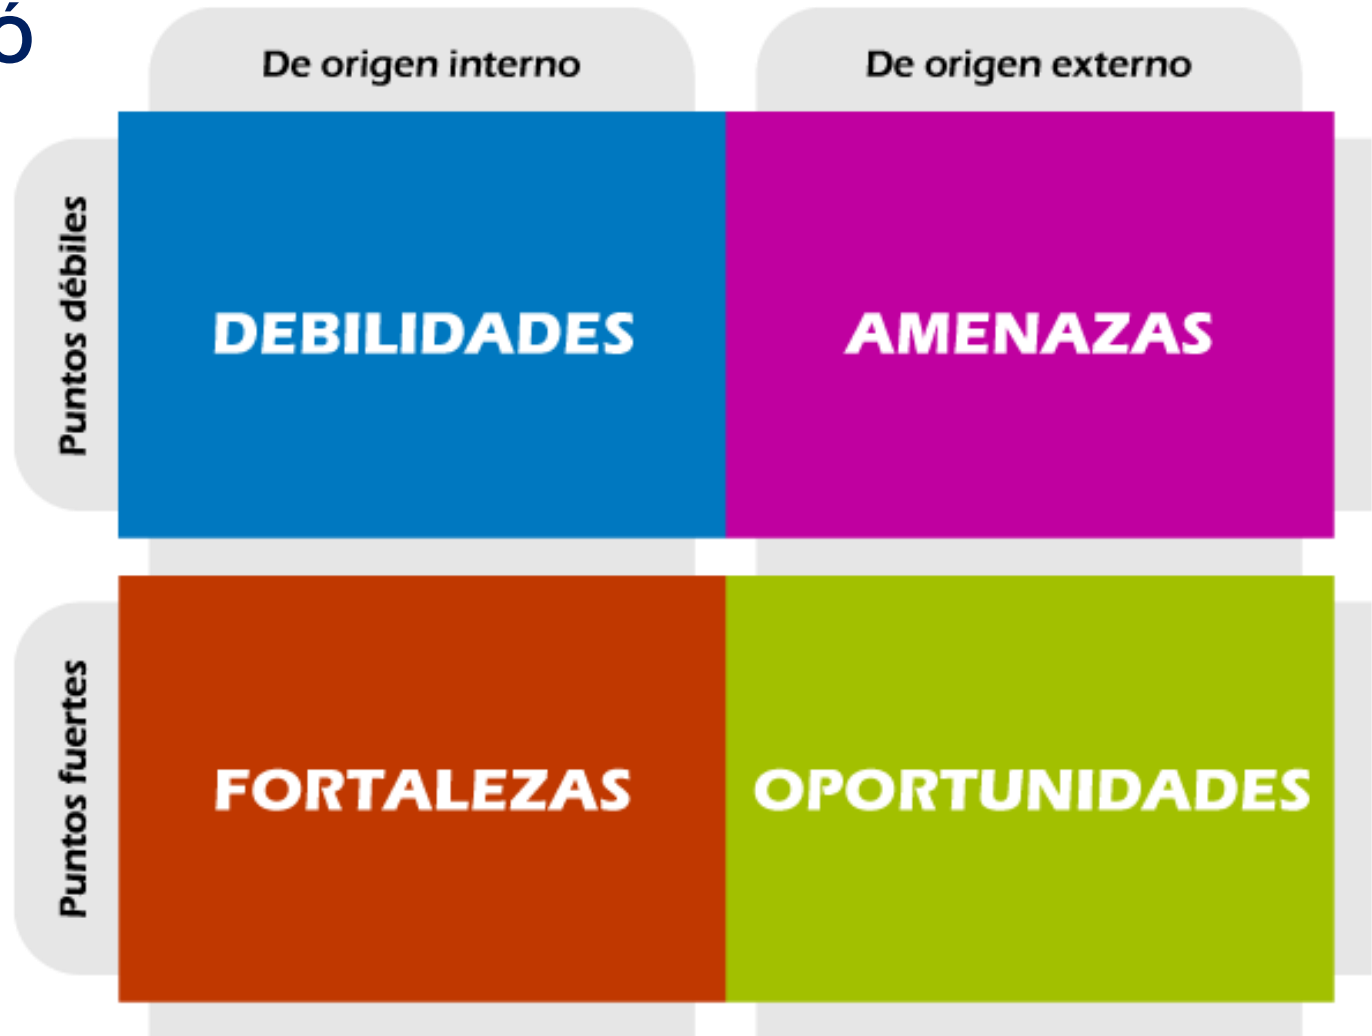 ó
De origen interno
De origen externo
Puntos débiles
DEBILIDADES
AMENAZAS
Puntos fuertes
FORTALEZAS
OPORTUNIDADES